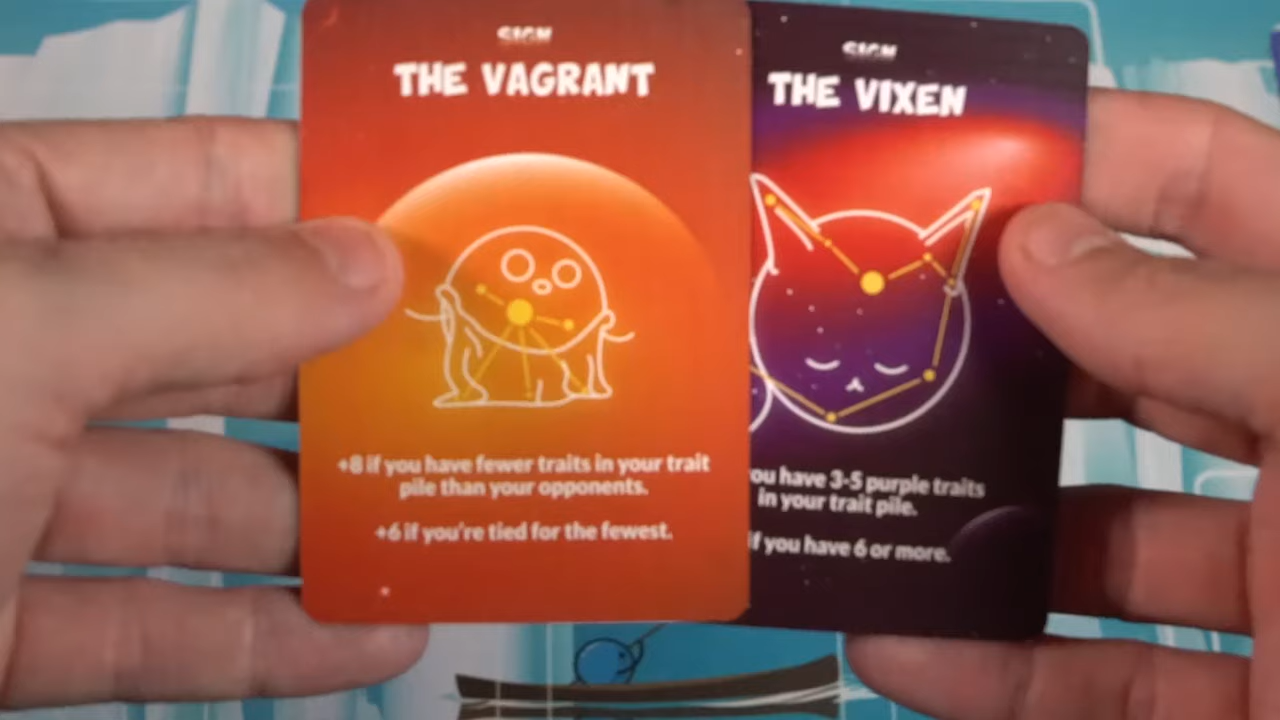 SIGN
THE VAGRANT
+8 if you have fewer traits in your trait
pile than your opponents.
+6 if you're tied for the fewest.
SIGN
THE VIXEN
you have 3-5 purple traits
in your trait pile.
if you have 6 or more.